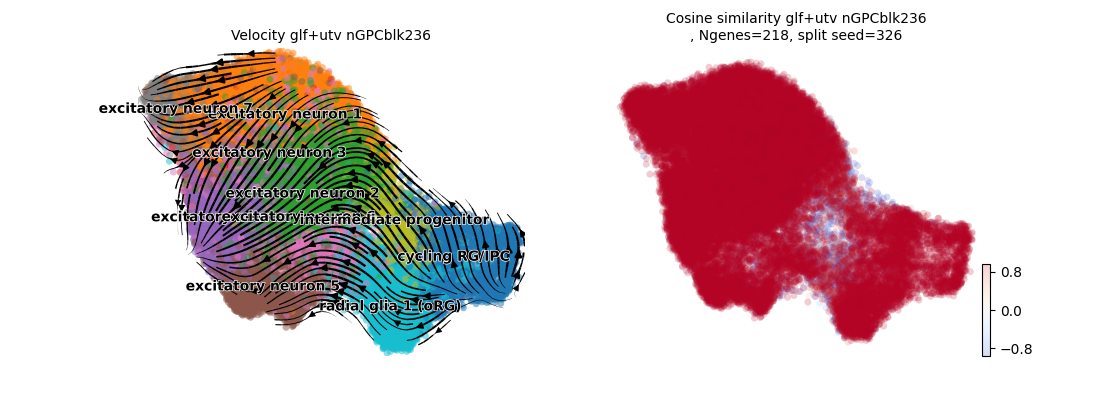 Velocity glf+utv nGPCblk236
Cosine similarity glf+utv nGPCblk236
, Ngenes=218, split seed=326
excitatory neuron 7
excitatory neuron 1
excitatory neuron 3
excitatory neuron 2
excitatory
excitatory
intermediate progenitor
cycling RG/IPC
excitatory neuron 5
radial glia 1 (oRG)
0.8
0.0
−0.8